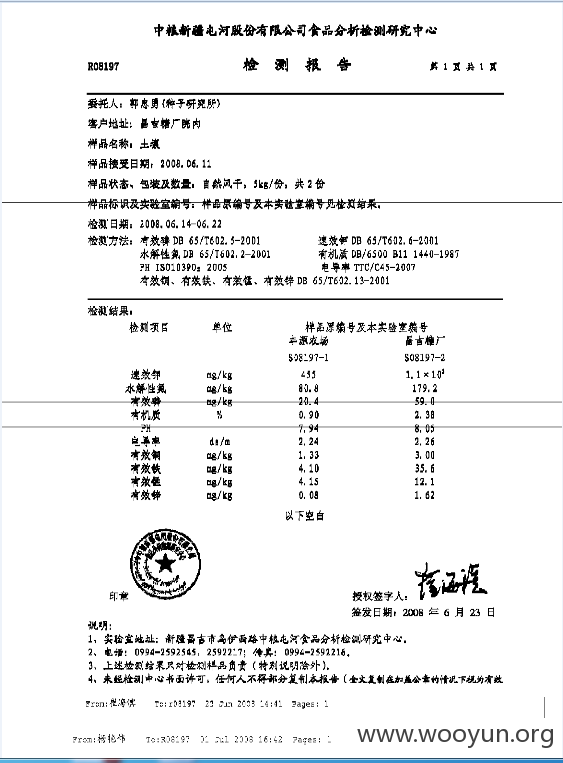 中粮新疆屯河股份有限公司食品分析检测研究中心
R08197 检 测 报 告 第 1 页 共 1 页
委托人：郭惠勇(种子研究所)
客户地址：昌吉糖厂院内
样品名称：土壤
样品接受日期：2008.06.11
样品状态、包装及数量：自然风干，5kg/份，共 2 份
样品标识及实验室编号：样品原编号及本实验室编号见检测结果。
检测日期：2008.06.14-06.22
检测方法：有效磷 DB 65/T602.5-2001 速效钾 DB 65/T602.6-2001
水解性氮 DB 65/T602.2-2001 有机质 DB/6500 B11 1440-1987
PH ISO10390：2005 电导率 TTC/C45-2007
有效铜、有效铁、有效锰、有效锌 DB 65/T602.13-2001
检测结果：
检测项目 单位 样品原编号及本实验室编号
车源农场 昌吉糖厂
S08197-1 S08197-2
速效钾 mg/kg 455
水解性氮 mg/kg 80.8 179.2
有效磷 mg/kg 20.4 59.0
有机质 % 0.90 2.38
PH 7.94 8.05
电导率 ds/m 2.24 2.26
有效铜 mg/kg 1.33 3.00
有效铁 mg/kg 4.10 35.6
有效锰 mg/kg 4.15 12.1
有效锌 mg/kg 0.08 1.62
以下空白
印章
授权签字人：
签发日期：2008 年 6 月 23 日
说明：
1、实验室地址：新疆昌吉市乌伊西路中粮屯河食品分析检测研究中心。
2、电话：0994-2592545，2592217；传真：0994-2592216。
3、上述检测结果只对检测样品负责（特别说明除外）。
4、未经检测中心书面许可，任何人不得部分复制本报告（全文复制在加盖公章的情况下视为有效
From: To:r08197 23 Jun 2008 14:41 Pages: 1
From:杨艳伟 To:R08197 01 Jul 2008 16:42 Pages: 1
www.wooyun.org